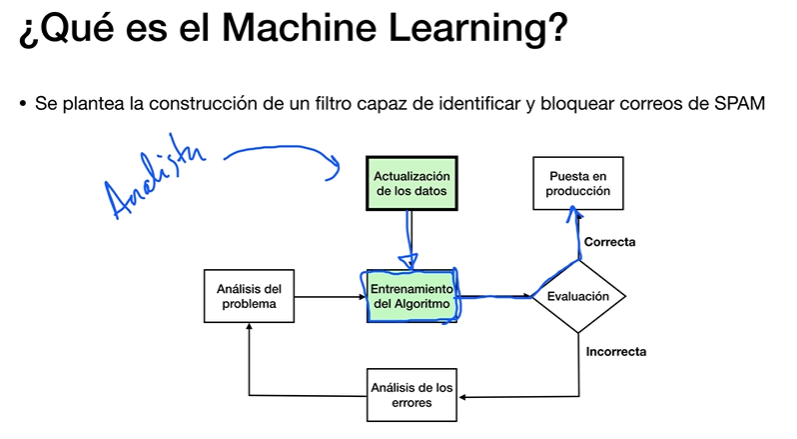 ¿Qué es el Machine Learning?
• Se plantea la construcción de un filtro capaz de identificar y bloquear correos de SPAM
Analista
Actualización
de los datos
Puesta en
producción
Correcta
Análisis del
problema
Entrenamiento
del Algoritmo
Evaluación
Incorrecta
Análisis de los
errores